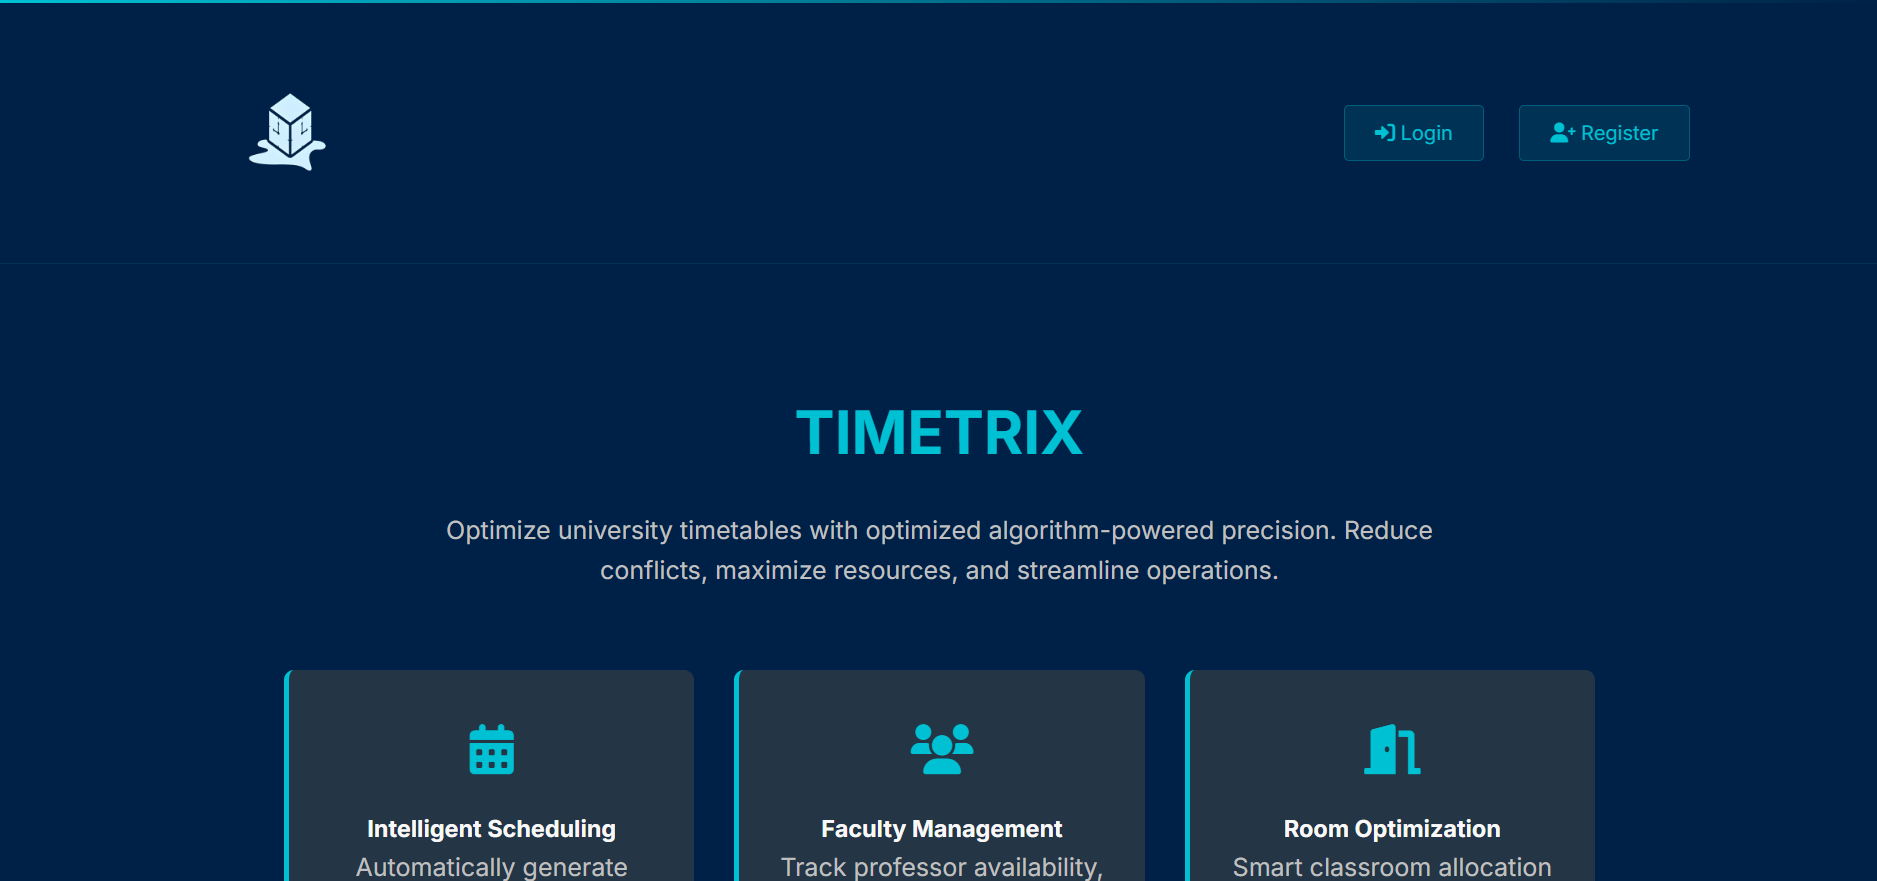 Login
Register
TIMETRIX
Optimize university timetables with optimized algorithm-powered precision. Reduce
conflicts, maximize resources, and streamline operations.
Intelligent Scheduling
Automatically generate
Faculty Management
Track professor availability,
Room Optimization
Smart classroom allocation